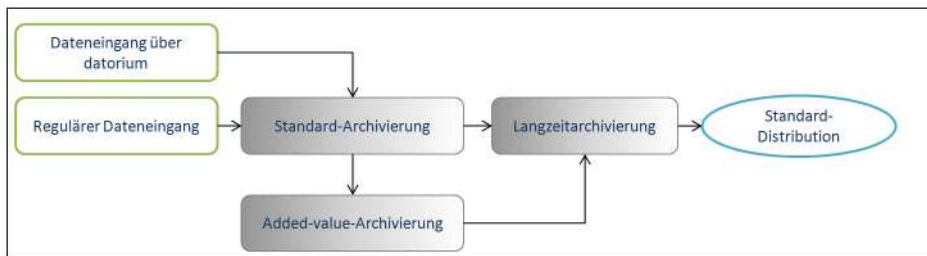 Dateneingang über
datorium
Regulärer Dateneingang
Standard-Archivierung
Langzeitarchivierung
Standard-
Distribution
Added-value-Archivierung